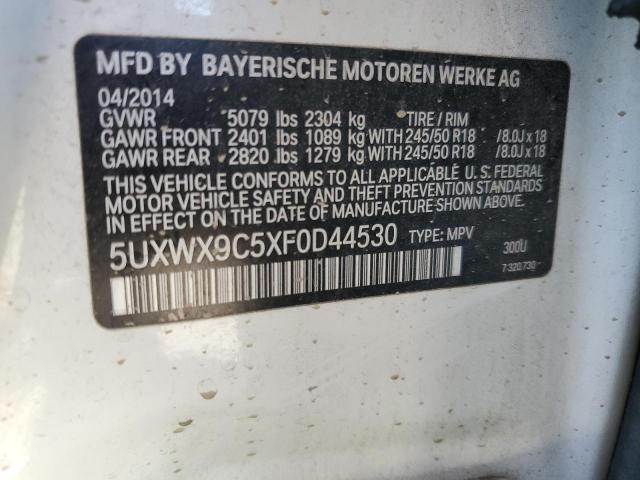 MFD BY BAYERISCHE MOTOREN WERKE AG
04/2014
GVWR 5079 lbs 2304 kg TIRE / RIM
GAWR FRONT 2401 lbs 1089 kg WITH 245/50 R18 /8.0J x 18
GAWR REAR 2820 lbs 1279 kg WITH 245/50 R18 /8.0J x 18
THIS VEHICLE CONFORMS TO ALL APPLICABLE U. S. FEDERAL
MOTOR VEHICLE SAFETY AND THEFT PREVENTION STANDARDS
IN EFFECT ON THE DATE OF MANUFACTURE SHOWN ABOVE.
5UXWX9C5XF0D44530 TYPE: MPV 300U
7 320 730